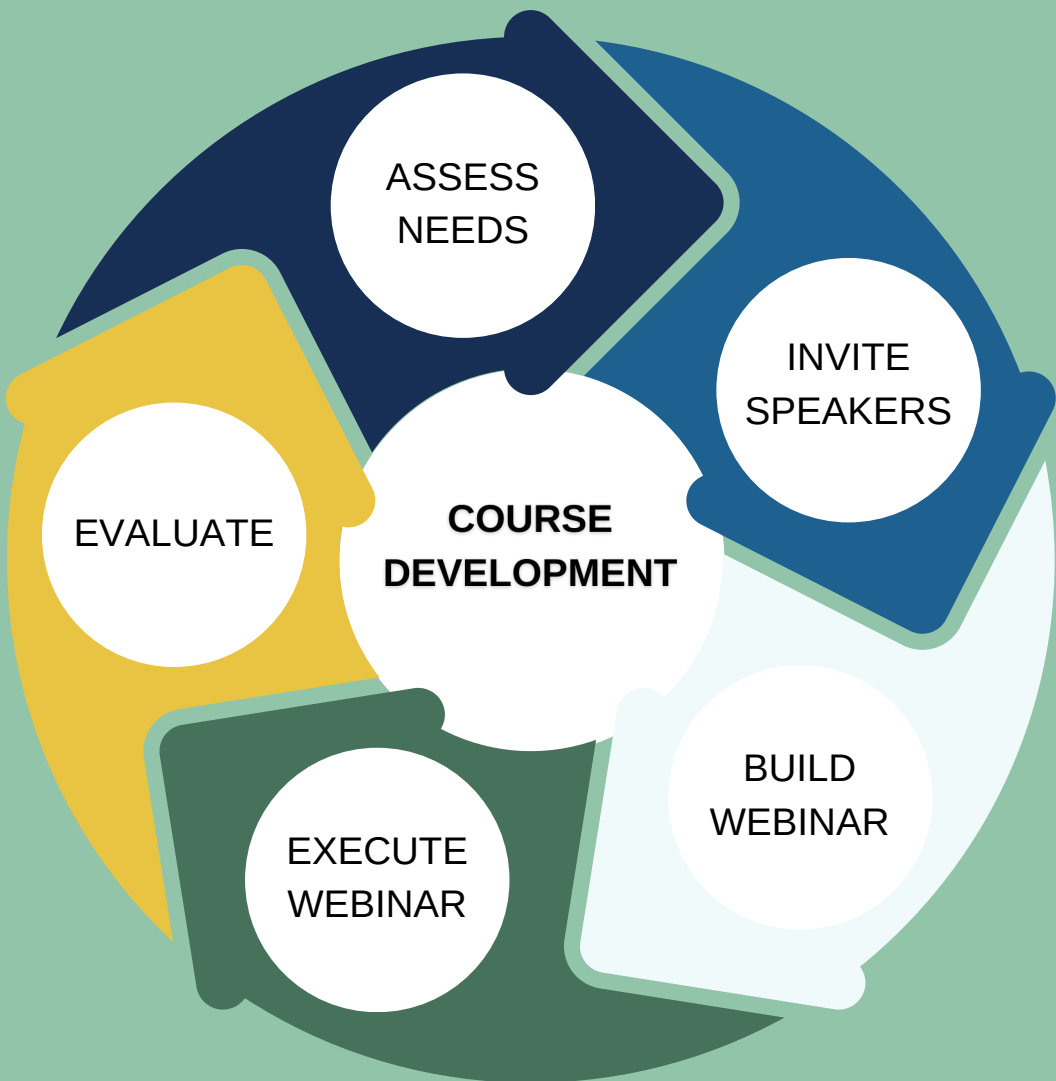 ASSESS
NEEDS
INVITE
SPEAKERS
COURSE
DEVELOPMENT
EVALUATE
BUILD
WEBINAR
EXECUTE
WEBINAR